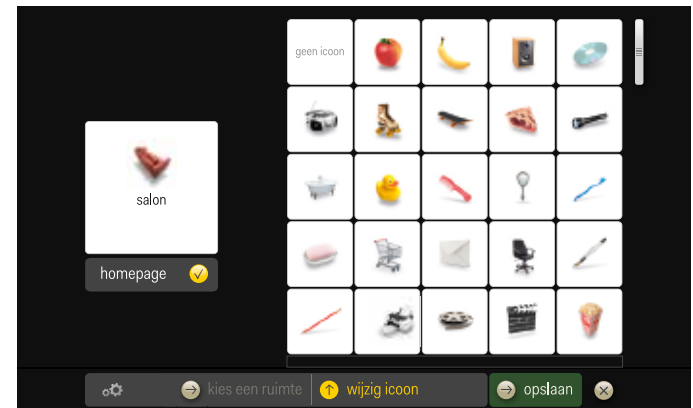 geen icoon
salon
homepage
kies een ruimte
wijzig icoon
opslaan